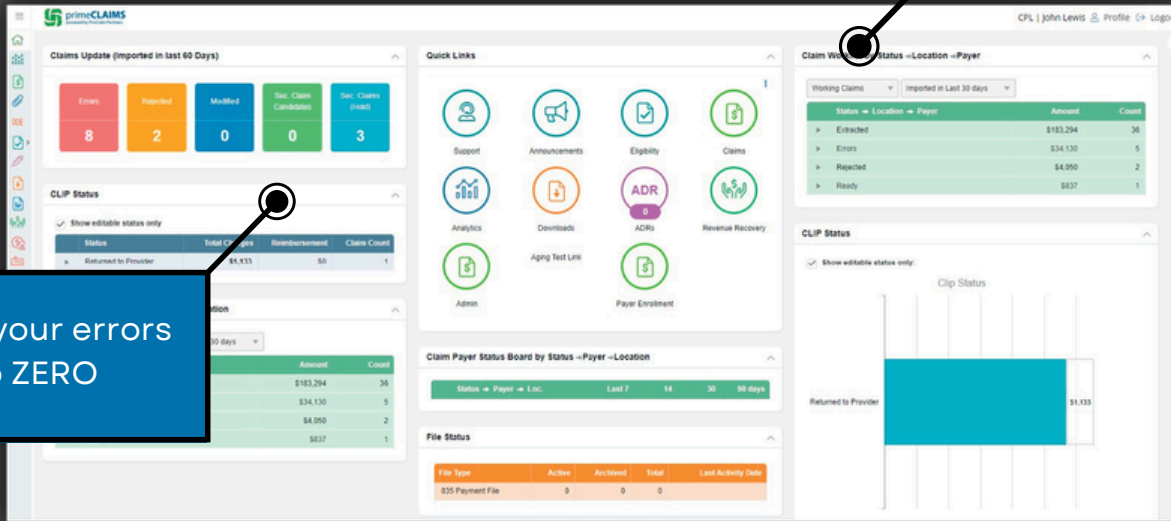 primeCLAIMS
CPL | John Lewis Profile Logo
Claims Update (Imported in last 60 Days)
Errors
8
Rejected
2
Modified
0
Sec. Claim Candidates
0
Sec. Claims (Hold)
3
CLIP Status
Show editable status only
Status Total Charges Reimbursement Claim Count
Returned to Provider $1,133 $0 1
your errors
ZERO
30 days
Amount Count
$183,294 36
$34,130 5
$4,050 2
$837 1
Quick Links
Support
Announcements
Eligibility
Claims
Analytics
Downloads
ADR
0
ADRs
Revenue Recovery
Admin
Aging Test Link
Payer Enrollment
Claim Payer Status Board by Status → Payer → Location
Status → Payer → Loc. Last 7 14 30 90 days
File Status
File Type Active Archived Total Last Activity Date
835 Payment File 0 0 0
Status → Location → Payer
Working Claims Imported in Last 30 days
Status → Location → Payer Amount Count
Extracted $183,294 36
Errors $34,130 5
Rejected $4,050 2
Ready $837 1
CLIP Status
Show editable status only:
Clip Status
Returned to Provider
$1,133